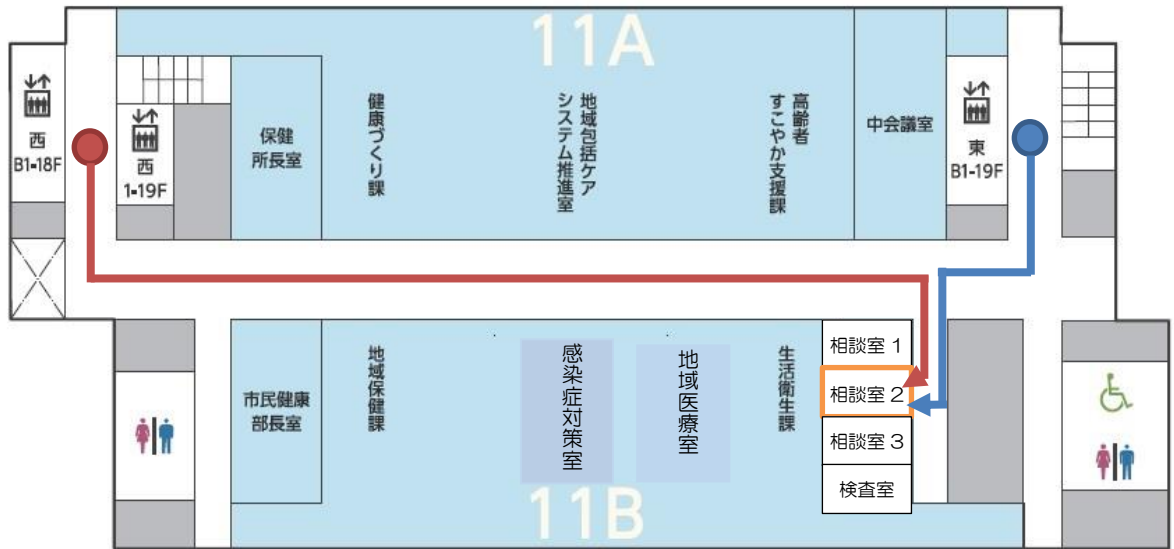 11A
西
B1-18F
西
1-19F
保健
所長室
健康づくり課
地域包括ケア
システム推進室
高齢者
すこやか支援課
中会議室
東
B1-19F
市民健康
部長室
地域保健課
感染症対策室
地域医療室
生活衛生課
相談室1
相談室2
相談室3
検査室
11B